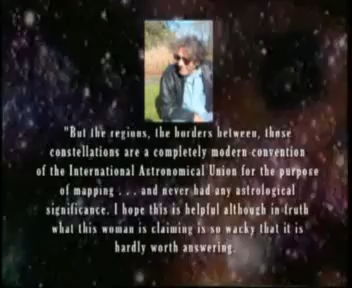 "But the regions, the borders between, those
constellations are a completely modern convention
of the International Astronomical Union for the purpose
of mapping . . . and never had any astrological
significance. I hope this is helpful although in truth
what this woman is claiming is so wacky that it is
hardly worth answering.